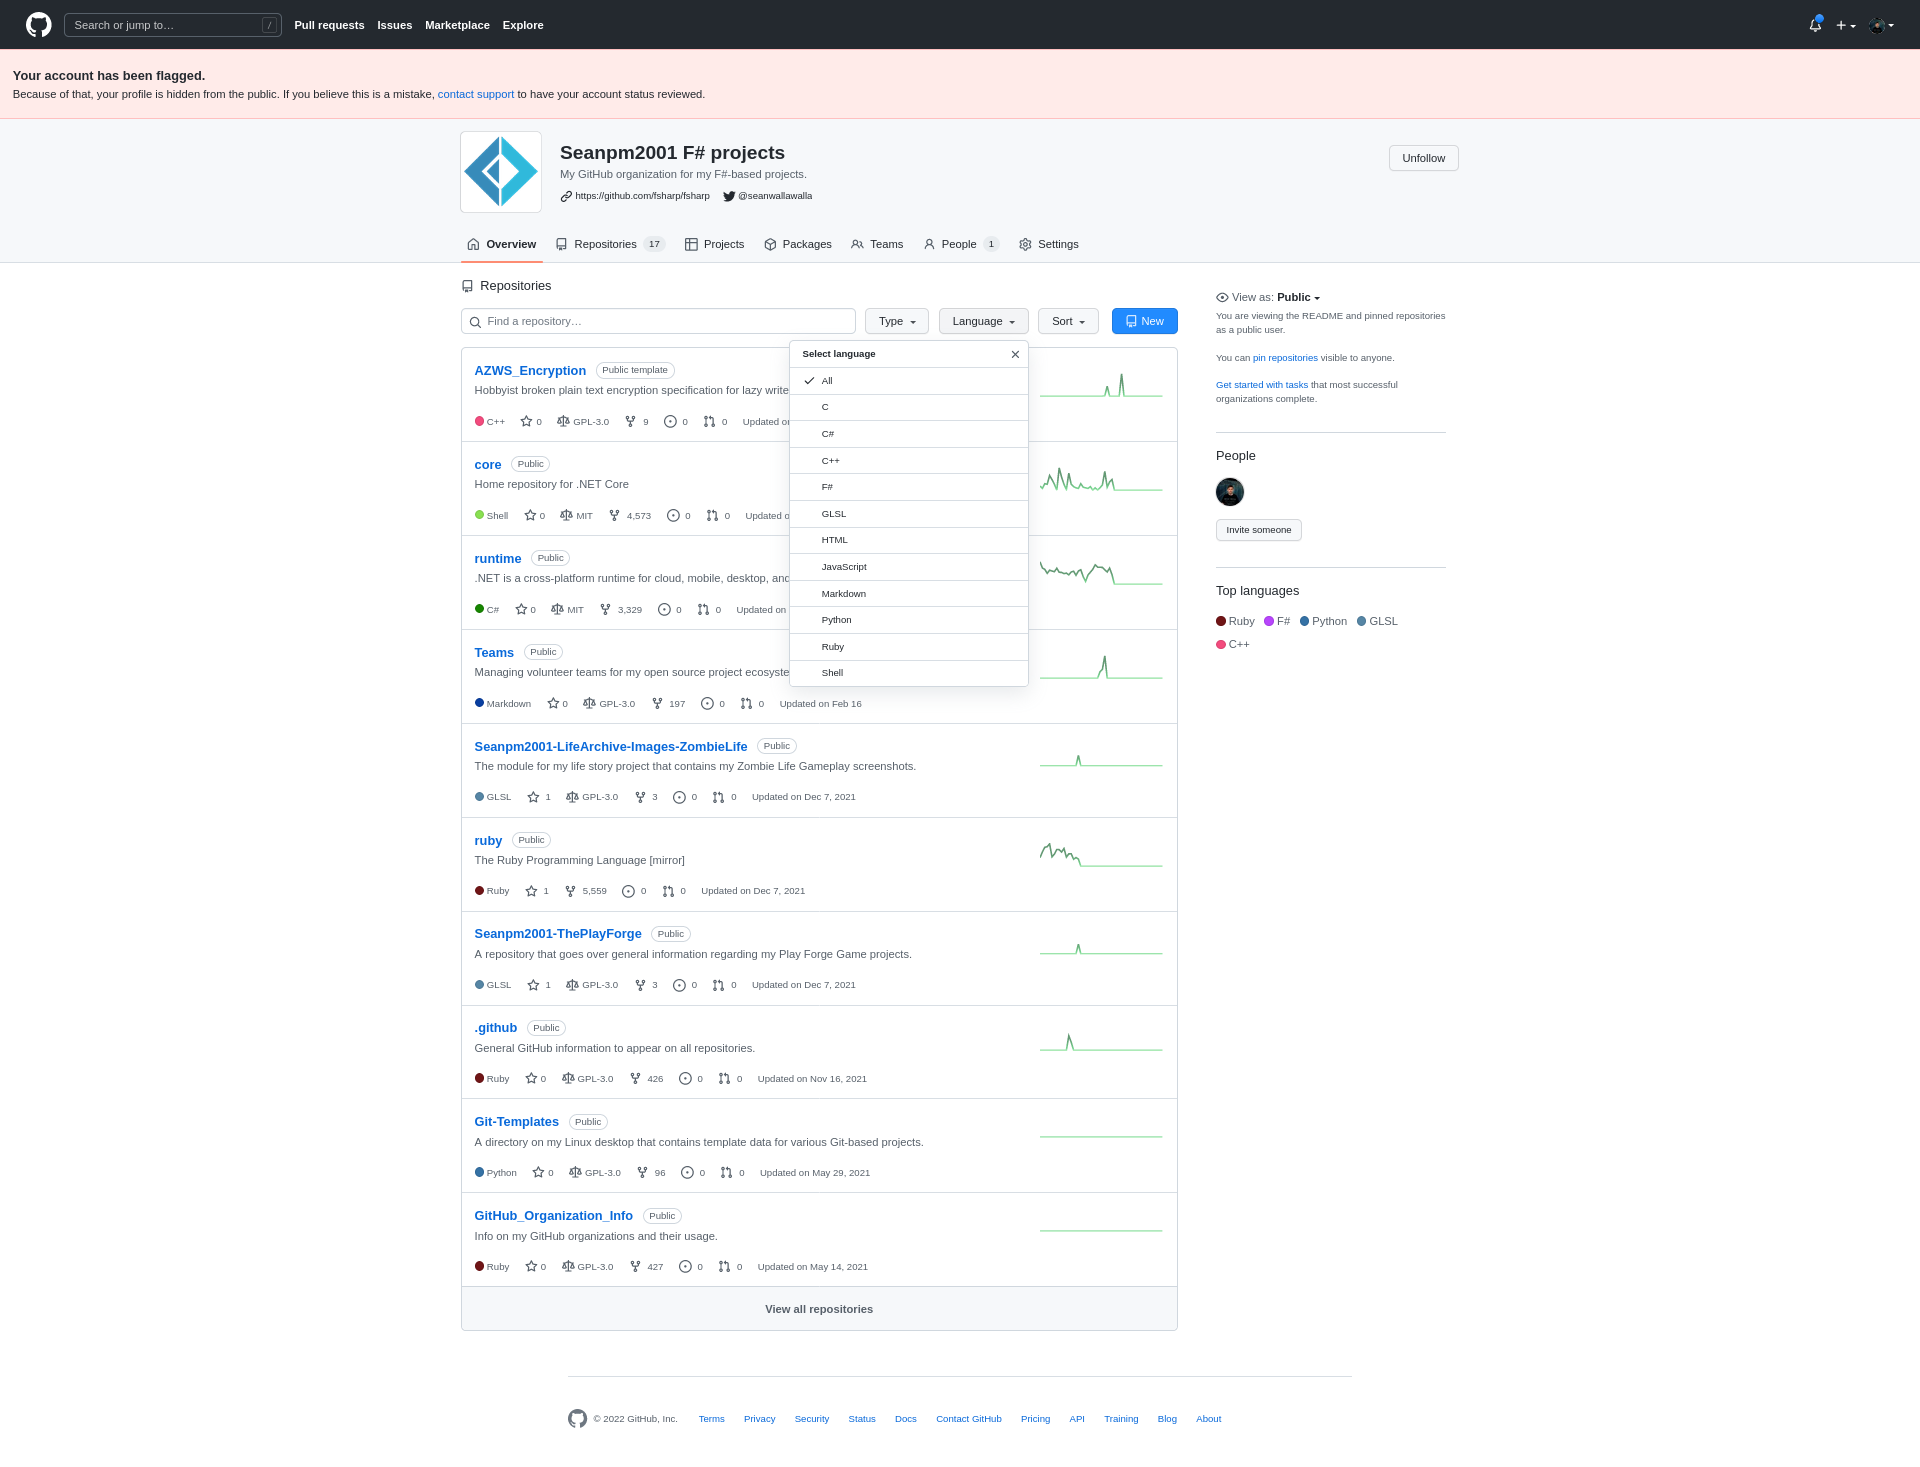 Search or jump to… / Pull requests Issues Marketplace Explore
Your account has been flagged.
Because of that, your profile is hidden from the public. If you believe this is a mistake, contact support to have your account status reviewed.
Seanpm2001 F# projects
My GitHub organization for my F#-based projects.
https://github.com/fsharp/fsharp @seanwallawalla
Unfollow
Overview Repositories 17 Projects Packages Teams People 1 Settings
Repositories
Find a repository… Type Language Sort New
Select language
All
C
C#
C++
F#
GLSL
HTML
JavaScript
Markdown
Python
Ruby
Shell
AZWS_Encryption Public template
Hobbyist broken plain text encryption specification for lazy write
C++ 0 GPL-3.0 9 0 0 Updated
core Public
Home repository for .NET Core
Shell 0 MIT 4,573 0 0 Updated
runtime Public
.NET is a cross-platform runtime for cloud, mobile, desktop, and
C# 0 MIT 3,329 0 0 Updated on
Teams Public
Managing volunteer teams for my open source project ecosyste
Markdown 0 GPL-3.0 197 0 0 Updated on Feb 16
Seanpm2001-LifeArchive-Images-ZombieLife Public
The module for my life story project that contains my Zombie Life Gameplay screenshots.
GLSL 1 GPL-3.0 3 0 0 Updated on Dec 7, 2021
ruby Public
The Ruby Programming Language [mirror]
Ruby 1 5,559 0 0 Updated on Dec 7, 2021
Seanpm2001-ThePlayForge Public
A repository that goes over general information regarding my Play Forge Game projects.
GLSL 1 GPL-3.0 3 0 0 Updated on Dec 7, 2021
.github Public
General GitHub information to appear on all repositories.
Ruby 0 GPL-3.0 426 0 0 Updated on Nov 16, 2021
Git-Templates Public
A directory on my Linux desktop that contains template data for various Git-based projects.
Python 0 GPL-3.0 96 0 0 Updated on May 29, 2021
GitHub_Organization_Info Public
Info on my GitHub organizations and their usage.
Ruby 0 GPL-3.0 427 0 0 Updated on May 14, 2021
View all repositories
View as: Public
You are viewing the README and pinned repositories
as a public user.
You can pin repositories visible to anyone.
Get started with tasks that most successful
organizations complete.
People
Invite someone
Top languages
Ruby F# Python GLSL
C++
© 2022 GitHub, Inc. Terms Privacy Security Status Docs Contact GitHub Pricing API Training Blog About